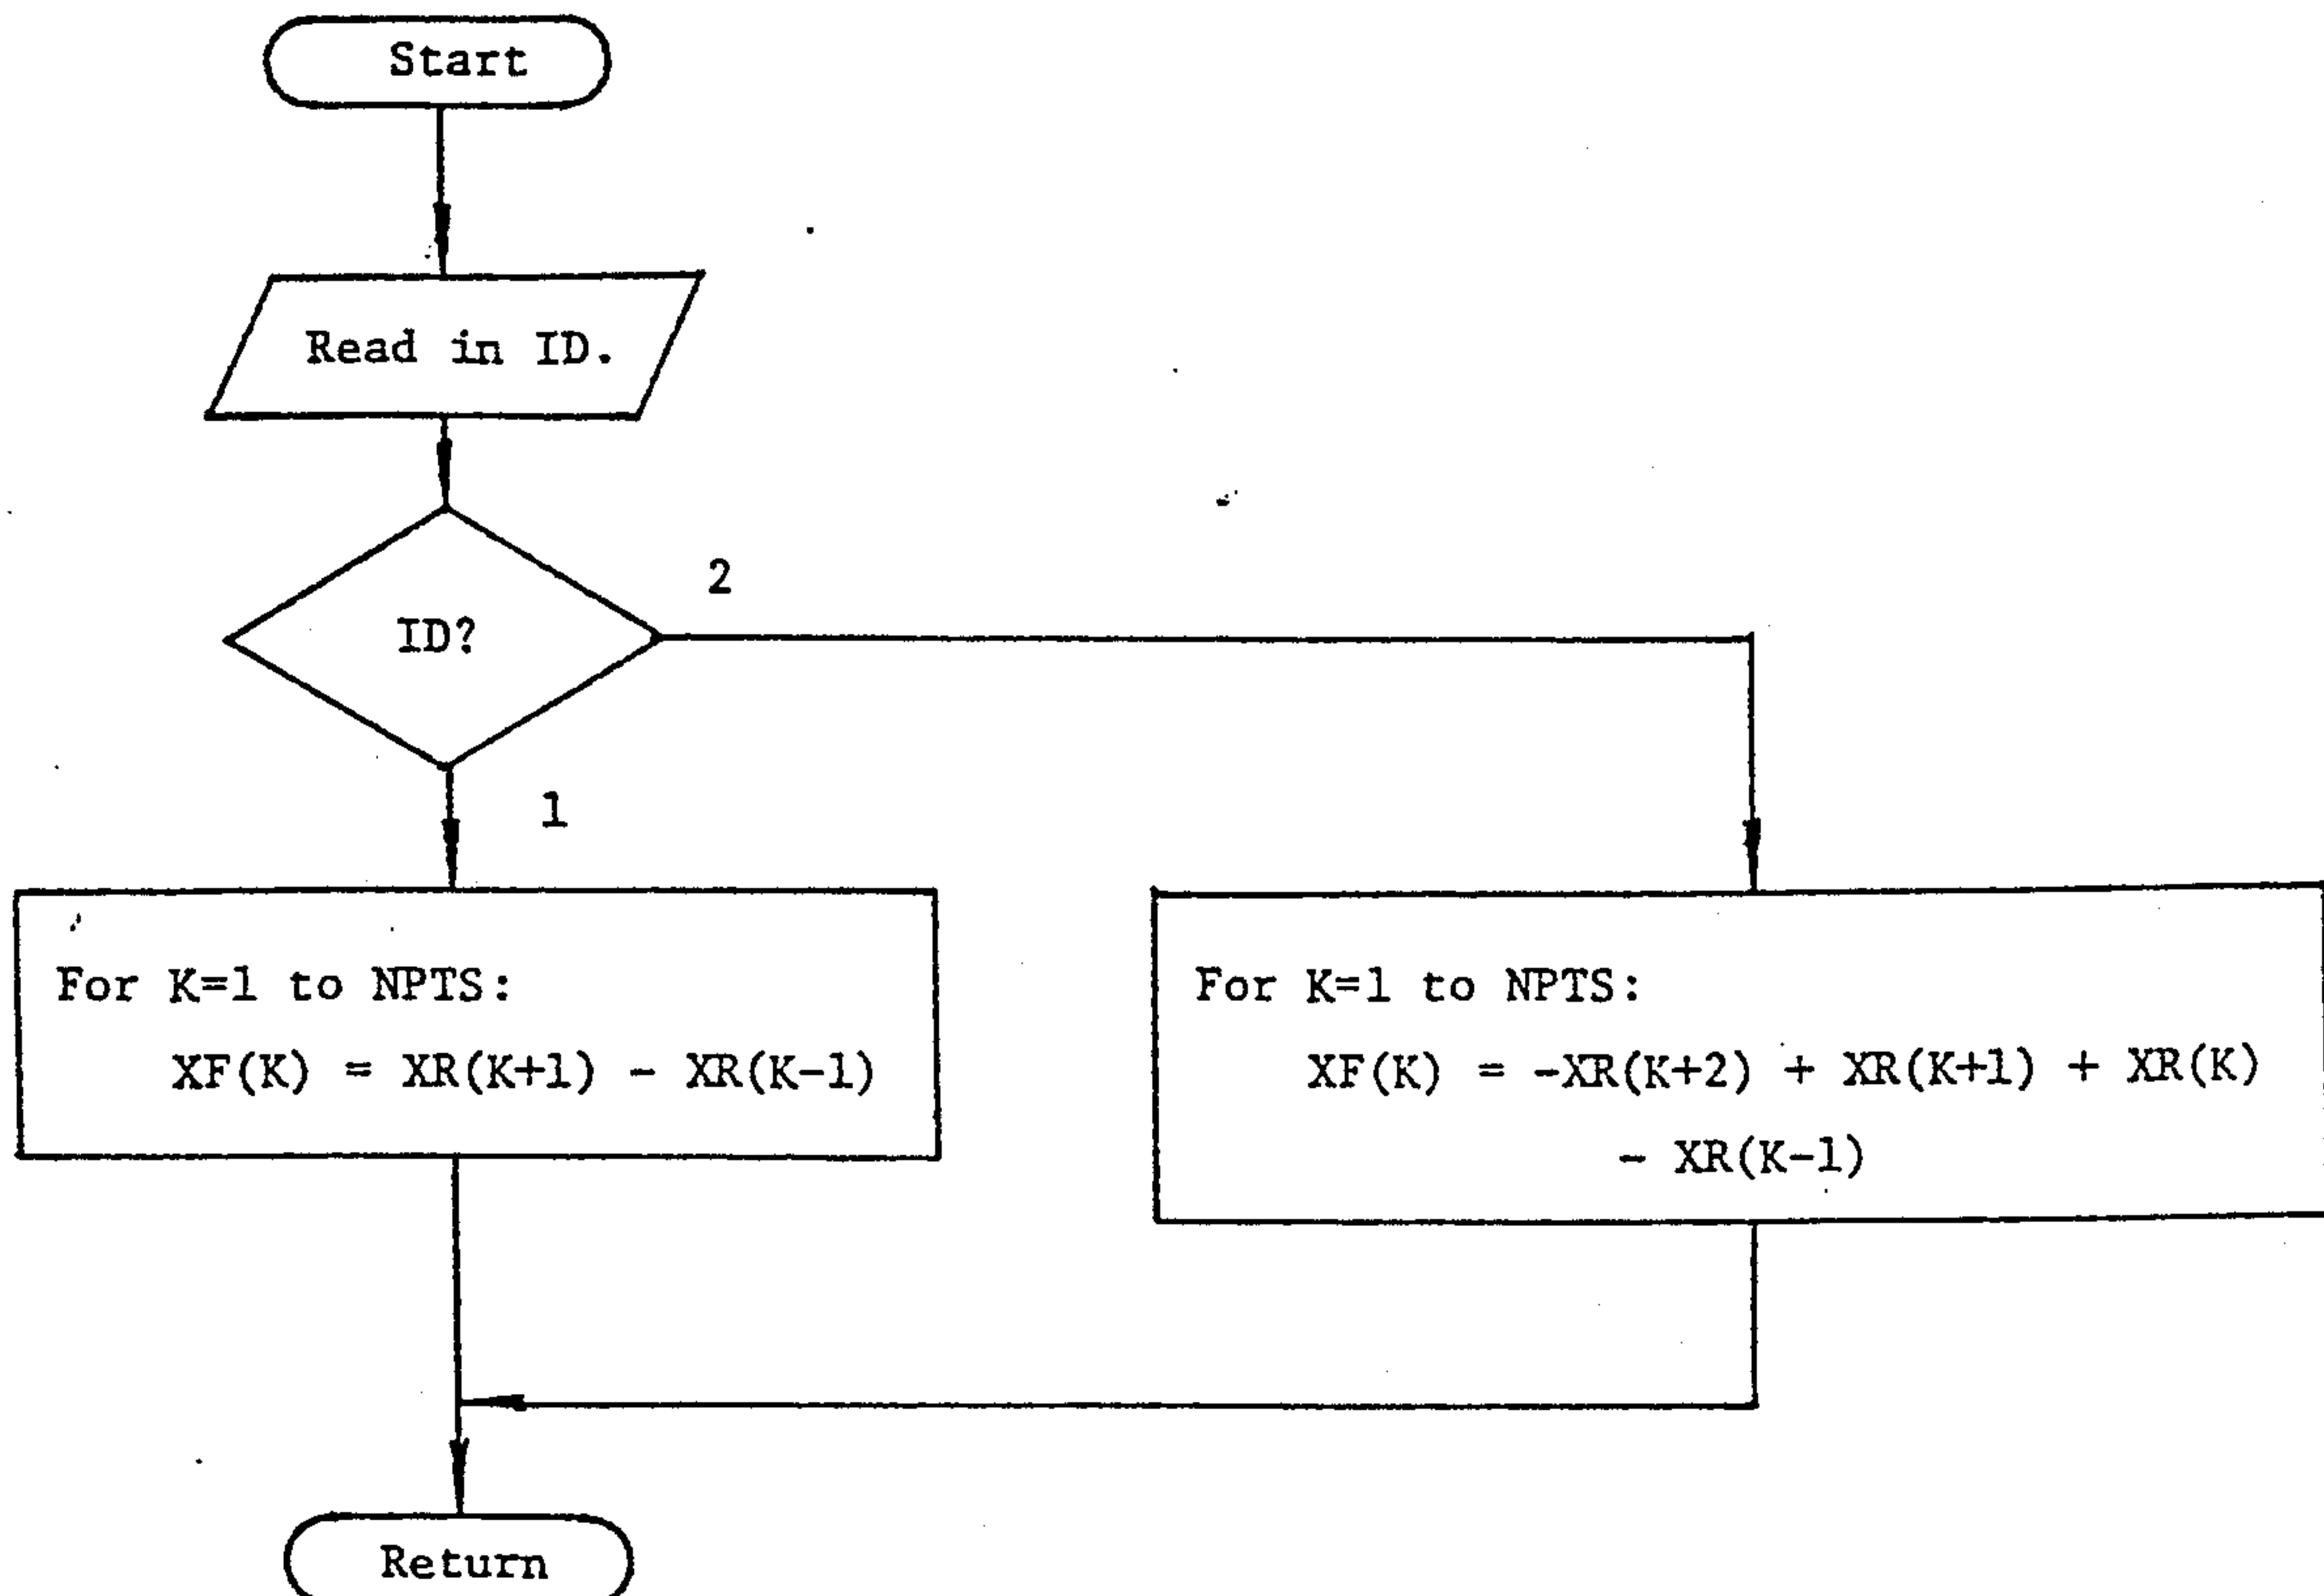 Start
Read in ID.
ID?
2
1
For K=1 to NPTS:
XF(K) = XR(K+1) - XR(K-1)
For K=1 to NPTS:
XF(K) = -XR(K+2) + XR(K+1) + XR(K)
- XR(K-1)
Return